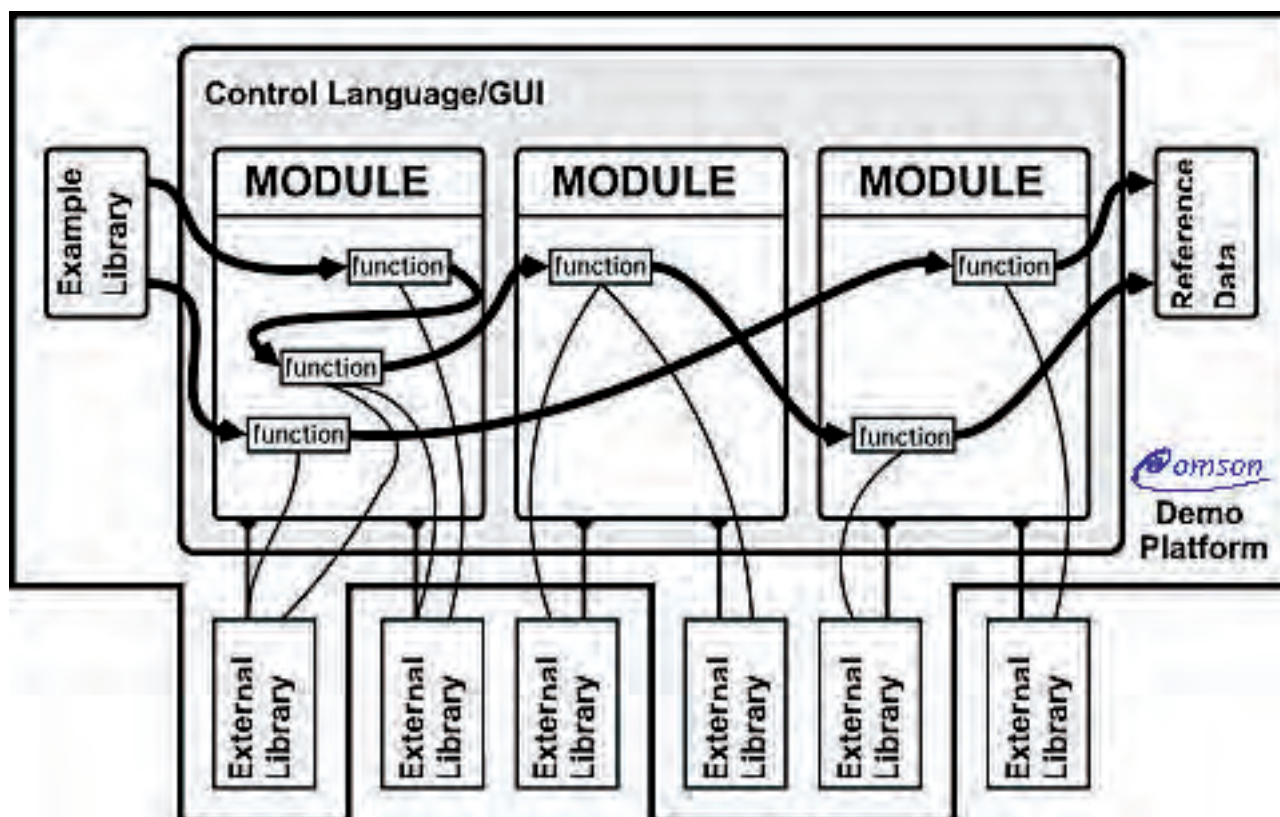 Control Language/GUI
Example
Library
MODULE
function
function
function
MODULE
function
MODULE
function
function
Reference
Data
Comson
Demo
Platform
External
Library
External
Library
External
Library
External
Library
External
Library
External
Library